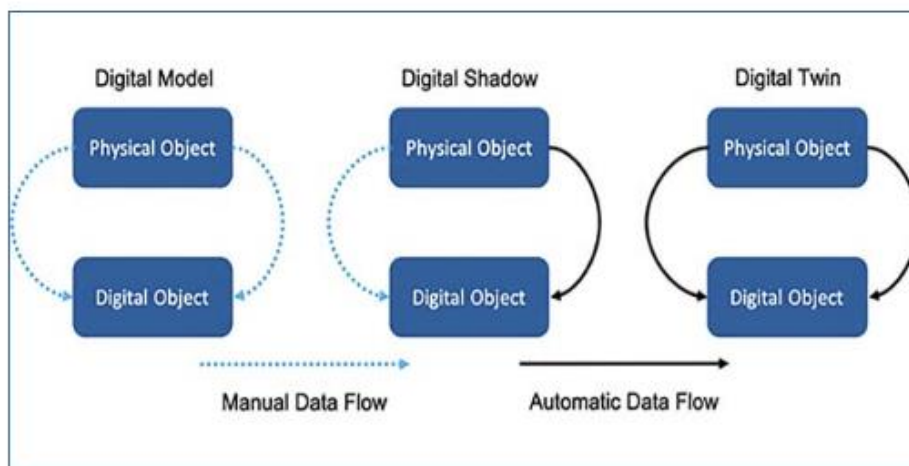 Digital Model
Digital Shadow
Digital Twin
Physical Object
Physical Object
Physical Object
Digital Object
Digital Object
Digital Object
Manual Data Flow
Automatic Data Flow